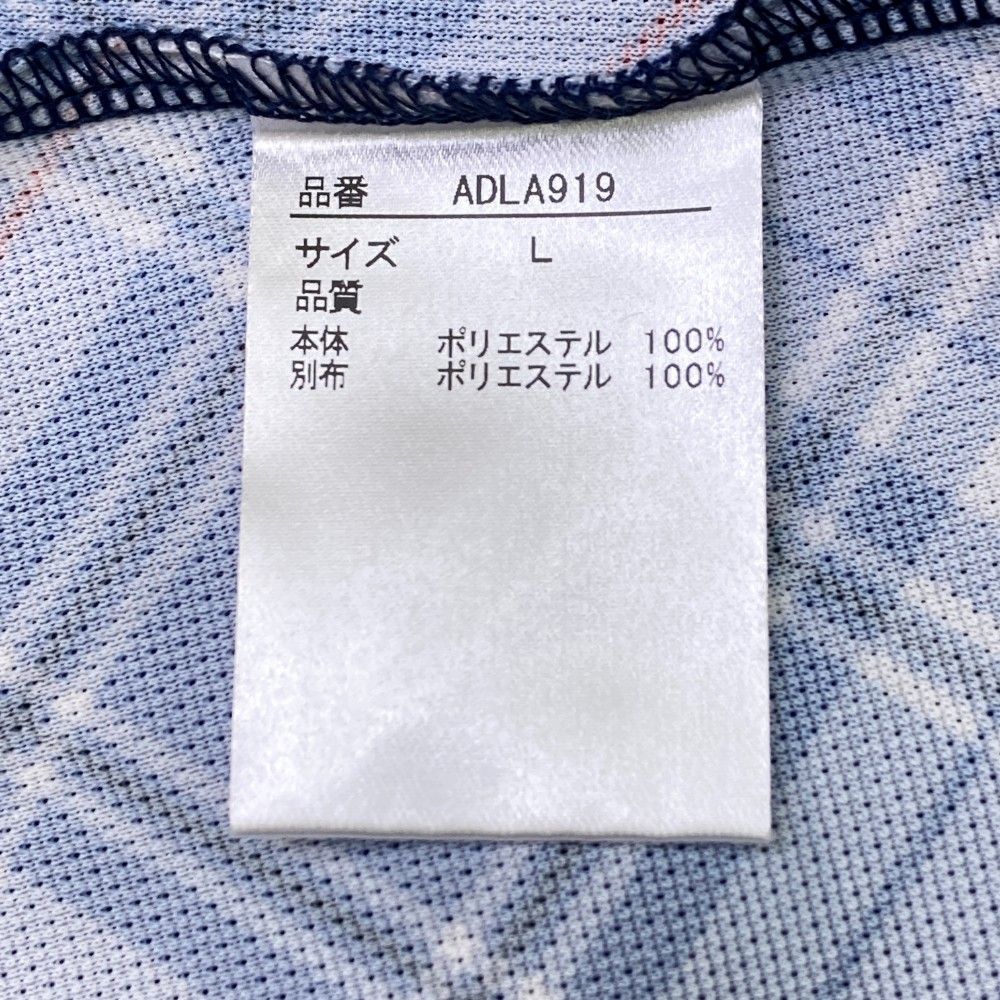 品番 ADLA919
サイズ L
品質
本体 ポリエステル 100%
別布 ポリエステル 100%